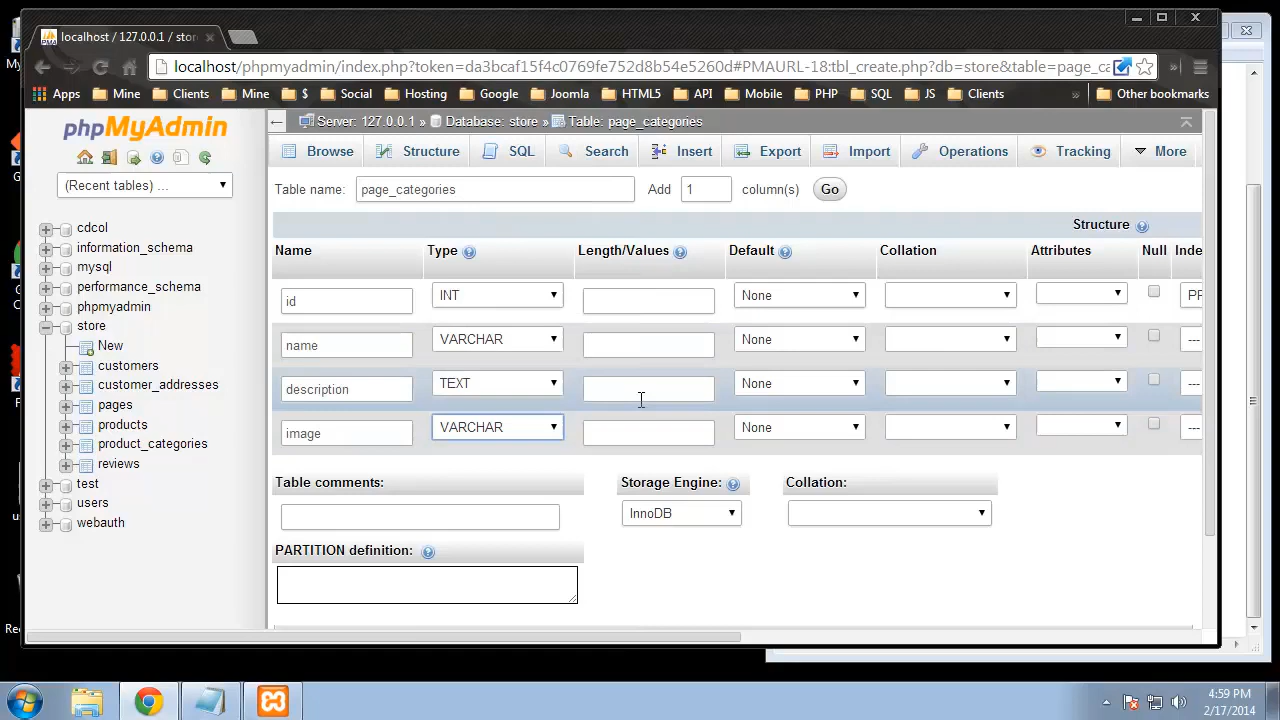 localhost / 127.0.0.1 / sto
localhost/phpmyadmin/index.php?token=da3bca515f42c769fe752d8b54e5260d#PMAURL-18:tbl_create.php?db=store&table=page_ca
Apps Mine Clients Mine $ Social Hosting Google Joomla HTML5 API Mobile PHP SQL JS Clients » Other bookmarks
phpMyAdmin
(Recent tables) ...
cdcol
information_schema
mysql
performance_schema
phpmyadmin
store
New
customers
customer_addresses
pages
products
product_categories
reviews
test
users
webauth
Server: 127.0.0.1 » Database: store » Table: page_categories
Browse Structure SQL Search Insert Export Import Operations Tracking More
Table name: page_categories Add 1 column(s) Go
Structure
Name Type Length/Values Default Collation Attributes Null Inde
id INT None PR
name VARCHAR None ---
description TEXT None ---
image VARCHAR None ---
Table comments: Storage Engine: Collation:
InnoDB
PARTITION definition:
My
Rec
4:59 PM
2/17/2014